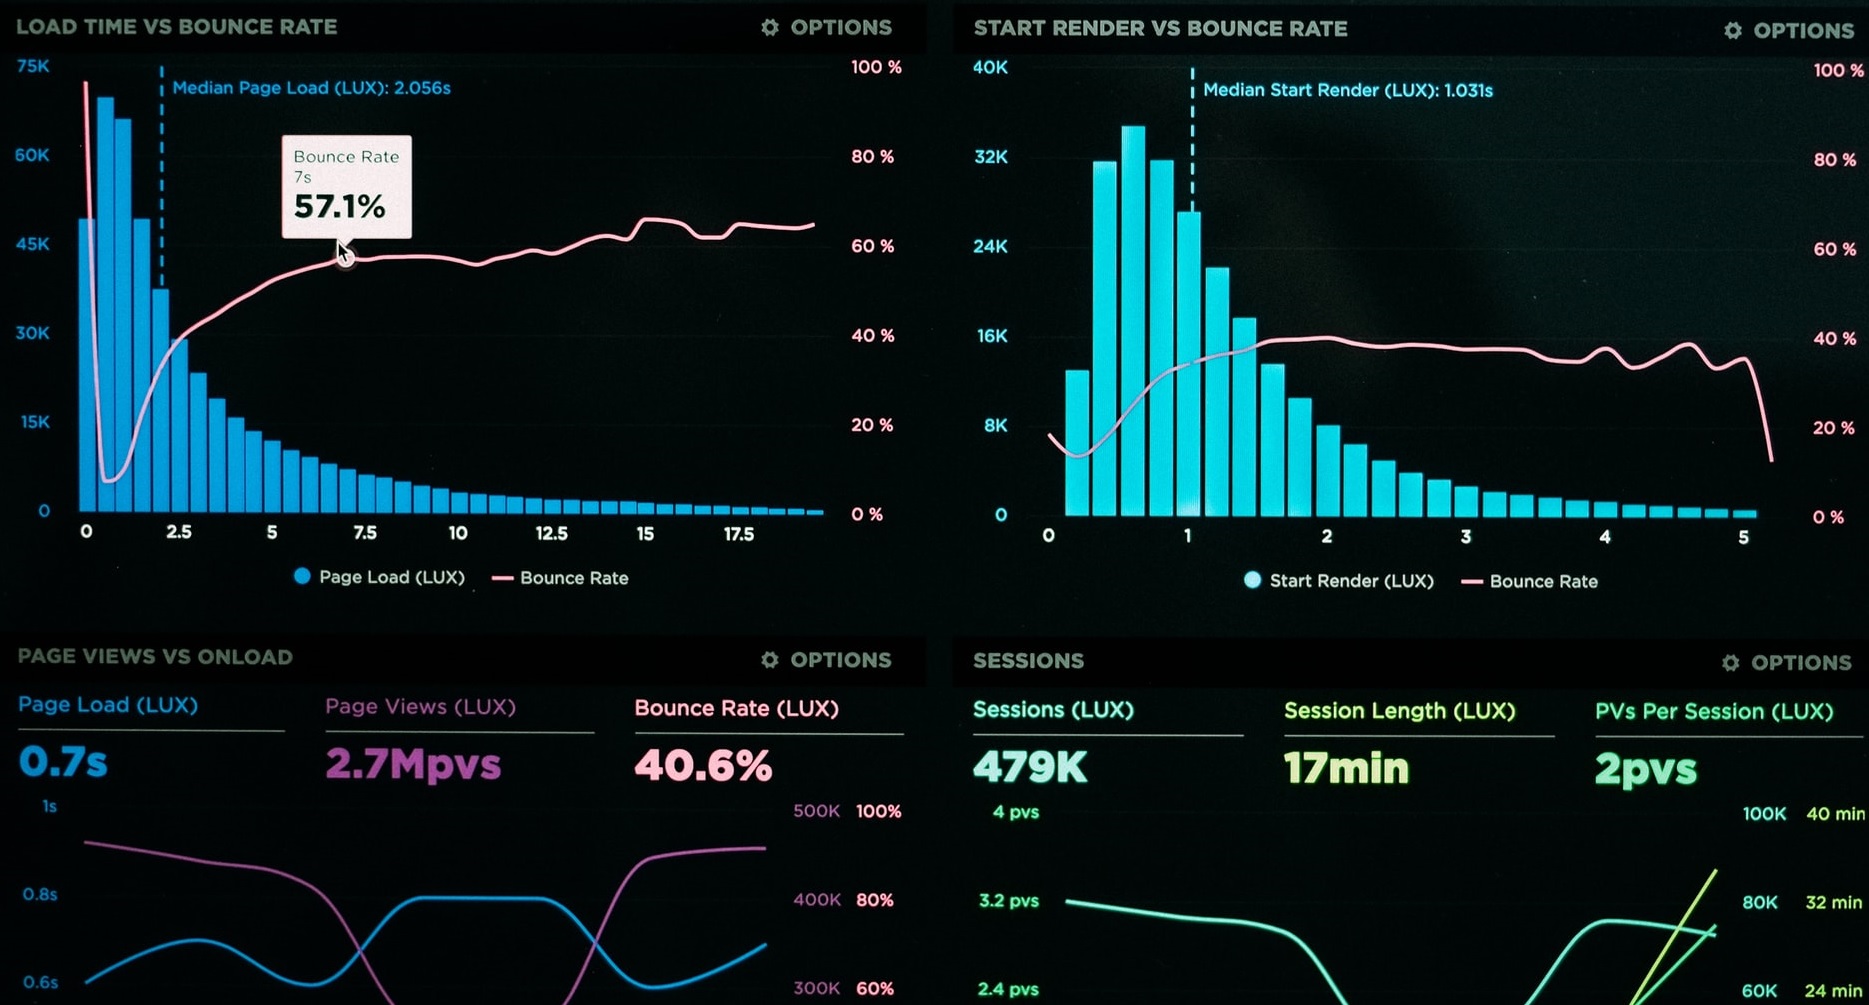 LOAD TIME VS BOUNCE RATE
OPTIONS
75K
60K
45K
30K
15K
0
Median Page Load (LUX): 2.056s
Bounce Rate
7s
57.1%
100 %
80 %
60 %
40 %
20 %
0 %
0 2.5 5 7.5 10 12.5 15 17.5
Page Load (LUX) Bounce Rate
START RENDER VS BOUNCE RATE
OPTIONS
40K
32K
24K
16K
8K
0
Median Start Render (LUX): 1.031s
100 %
80 %
60 %
40 %
20 %
0 %
0 1 2 3 4 5
Start Render (LUX) Bounce Rate
PAGE VIEWS VS ONLOAD
OPTIONS
Page Load (LUX)
0.7s
Page Views (LUX)
2.7Mpvs
Bounce Rate (LUX)
40.6%
1s
0.8s
0.6s
500K 100%
400K 80%
300K 60%
SESSIONS
OPTIONS
Sessions (LUX)
479K
Session Length (LUX)
17min
PVs Per Session (LUX)
2pvs
4 pvs
3.2 pvs
2.4 pvs
100K 40 min
80K 32 min
60K 24 min